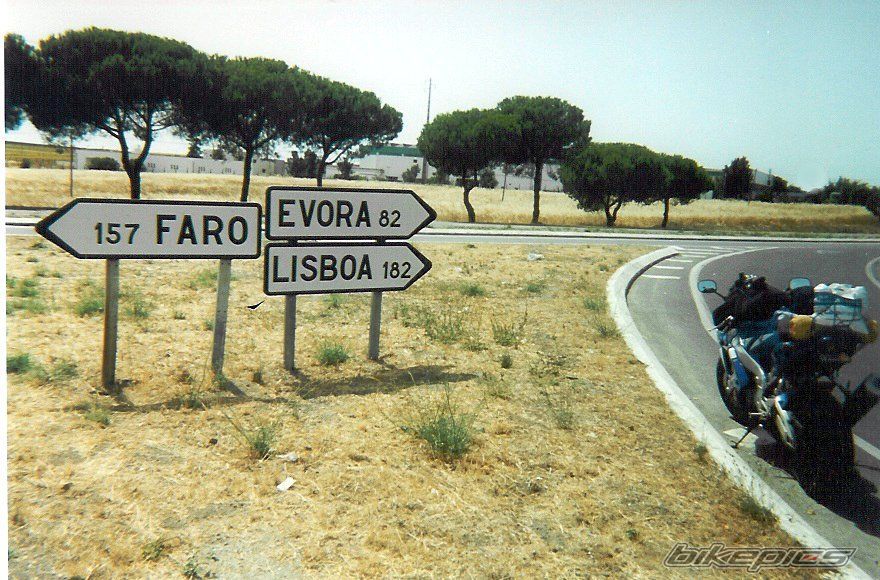 157 FARO
EVORA 82
LISBOA 182
bikepics